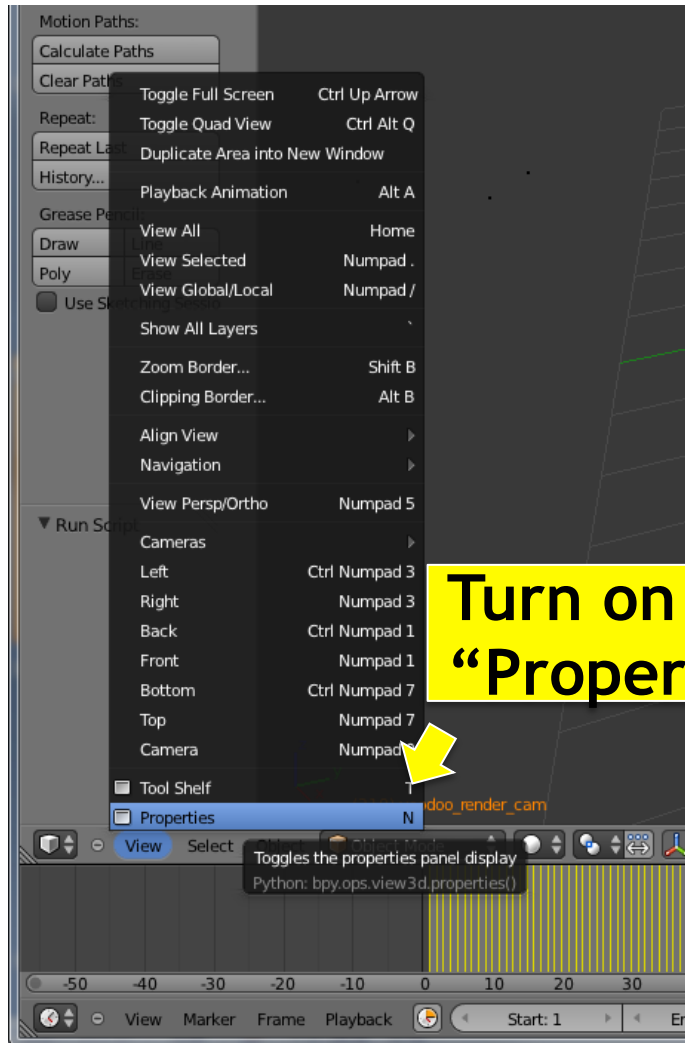 Motion Paths:
Calculate Paths
Clear Paths
Repeat:
Repeat Last
History...
Grease Pencil:
Draw Line
Poly Erase
Use Sketching Sessio
Run Script
Toggle Full Screen Ctrl Up Arrow
Toggle Quad View Ctrl Alt Q
Duplicate Area into New Window
Playback Animation Alt A
View All Home
View Selected Numpad .
View Global/Local Numpad /
Show All Layers `
Zoom Border... Shift B
Clipping Border... Alt B
Align View
Navigation
View Persp/Ortho Numpad 5
Cameras
Left Ctrl Numpad 3
Right Numpad 3
Back Ctrl Numpad 1
Front Numpad 1
Bottom Ctrl Numpad 7
Top Numpad 7
Camera Numpad
Tool Shelf T
Properties N
Turn on
“Proper
doo_render_cam
View Select Object Object Mode
Toggles the properties panel display
Python: bpy.ops.view3d.properties()
-50 -40 -30 -20 -10 0 10 20 30
View Marker Frame Playback Start: 1 En